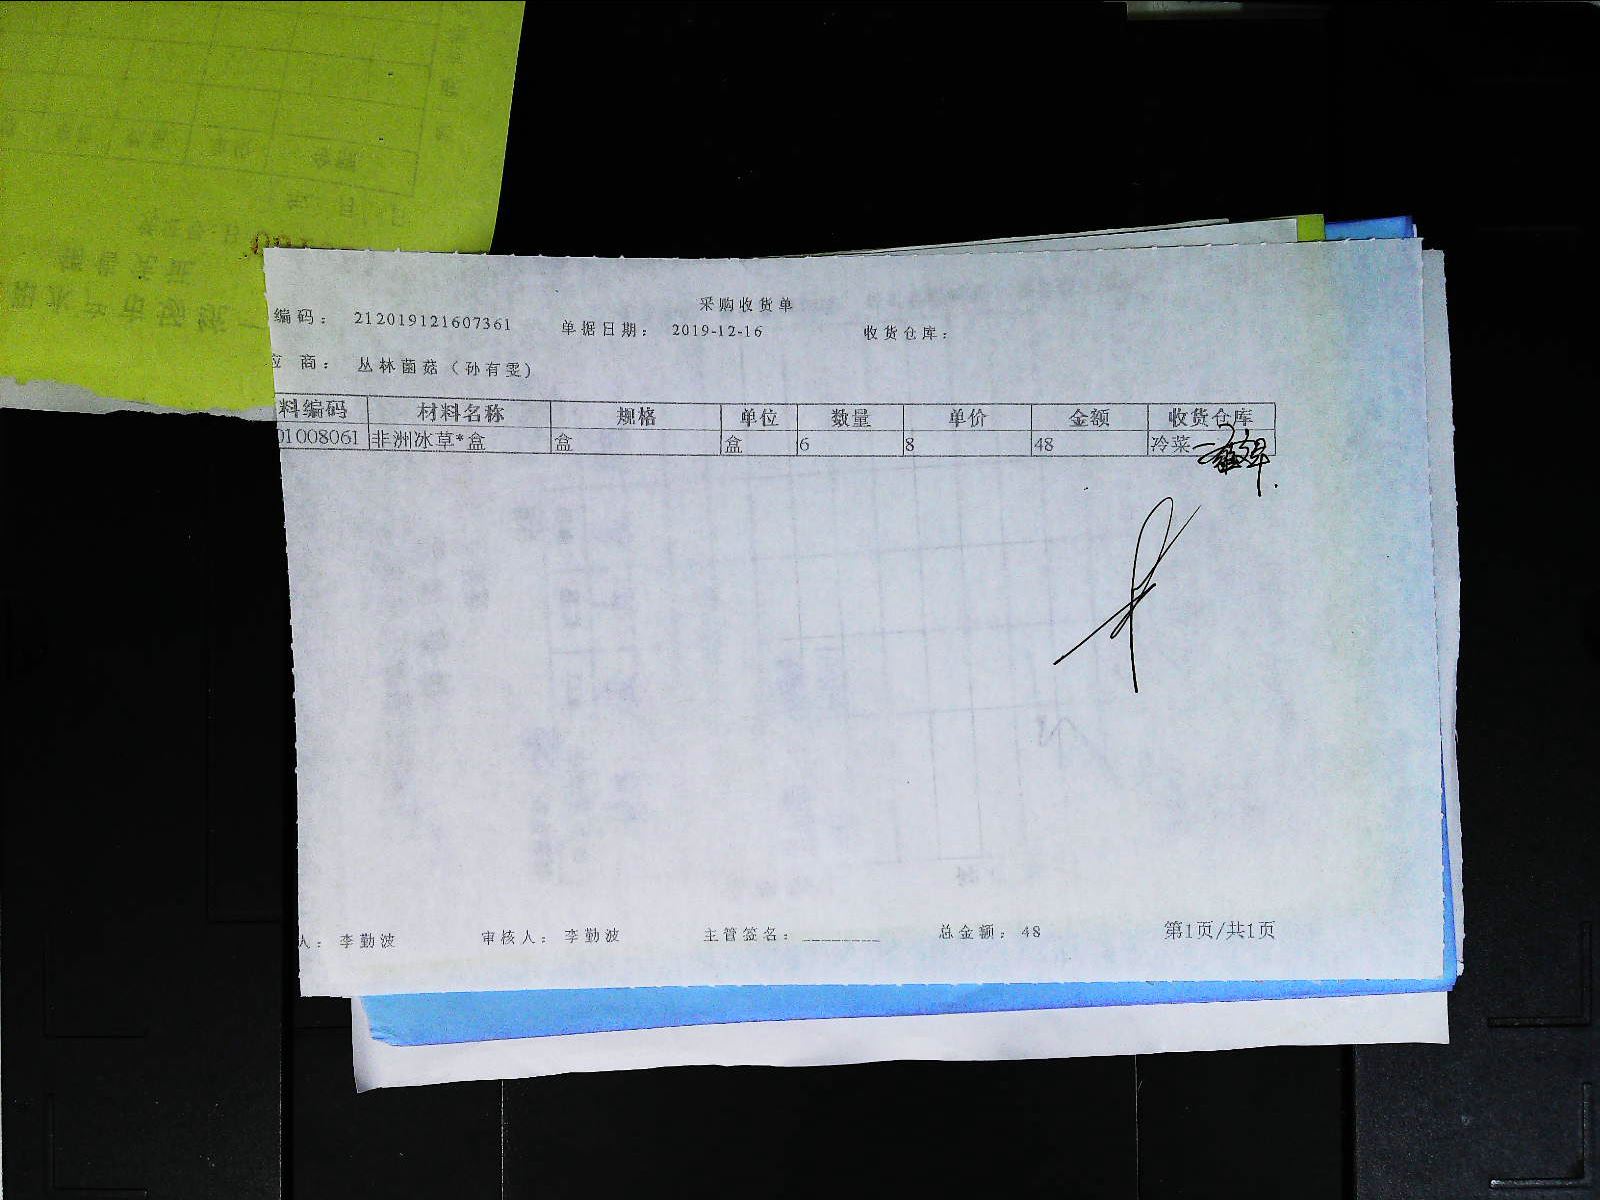 采购收货单
编码： 212019121607361 单据日期： 2019-12-16 收货仓库：
应 商： 丛林菌菇（孙有雯）
料编码 材料名称 规格 单位 数量 单价 金额 收货仓库
01008061 非洲冰草*盒 盒 盒 6 8 48 冷菜
人： 李勤波 审核人： 李勤波 主管签名：________ 总金额： 48 第1页/共1页